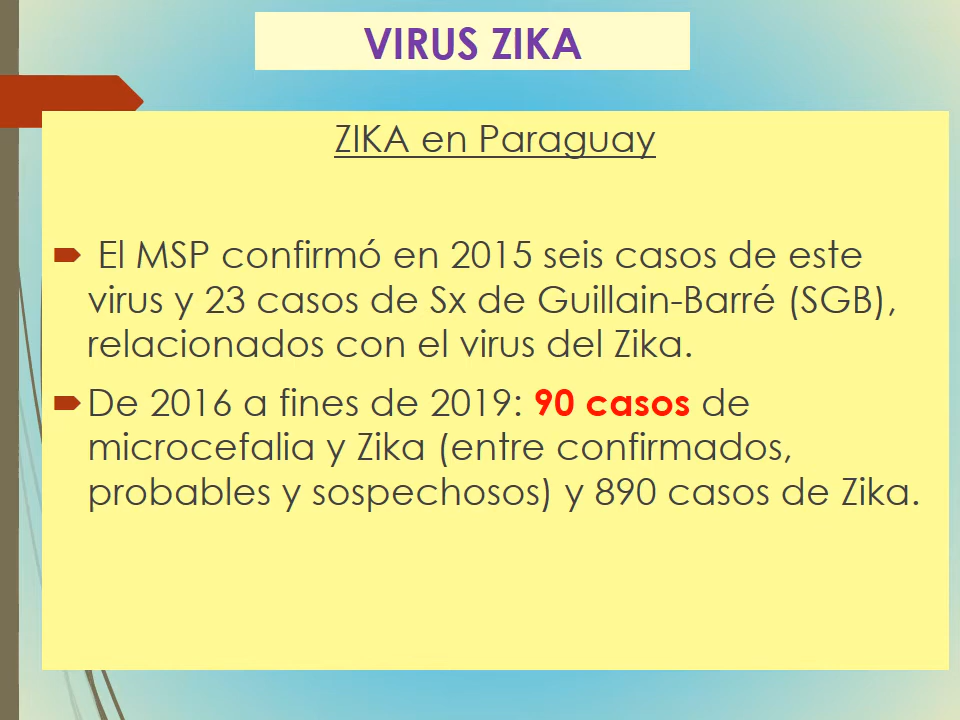 VIRUS ZIKA
ZIKA en Paraguay
El MSP confirmó en 2015 seis casos de este
virus y 23 casos de Sx de Guillain-Barré (SGB),
relacionados con el virus del Zika.
De 2016 a fines de 2019: 90 casos de
microcefalia y Zika (entre confirmados,
probables y sospechosos) y 890 casos de Zika.